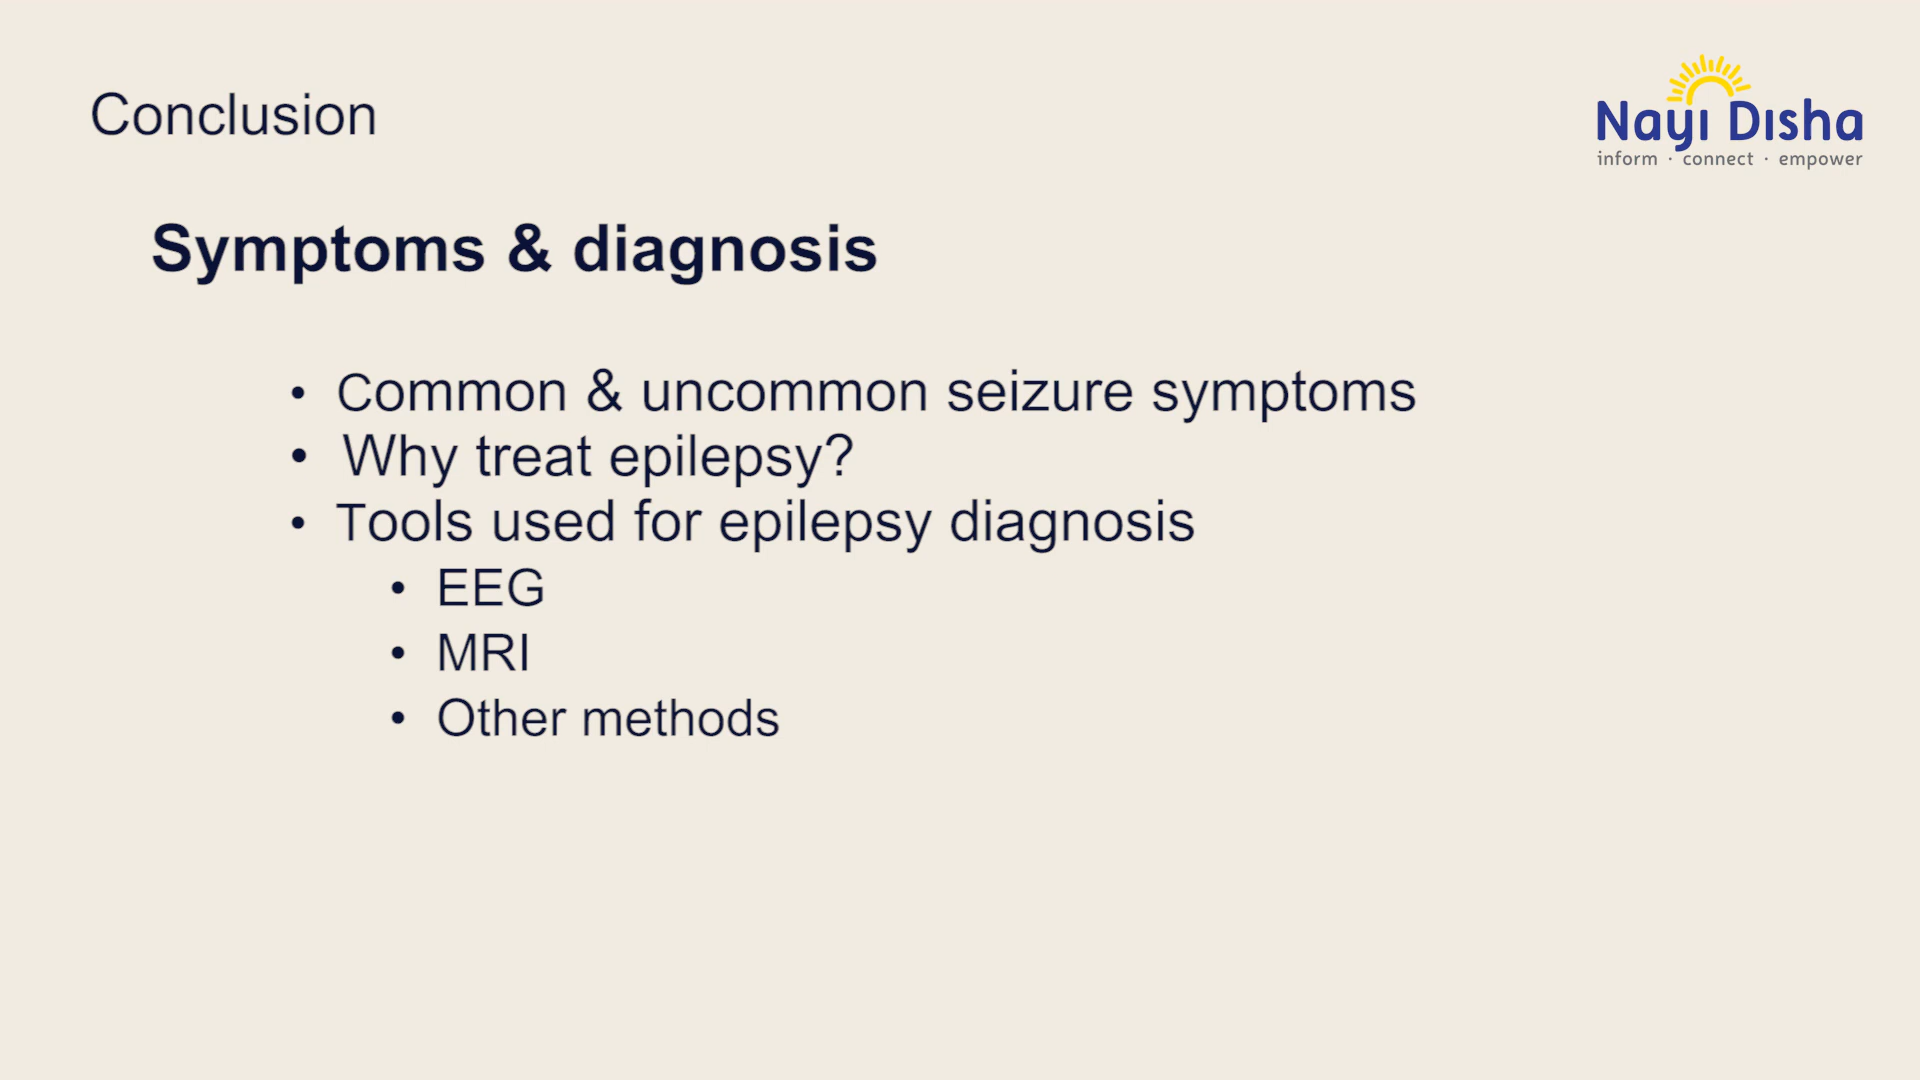 Conclusion
Nayi Disha
inform · connect · empower
Symptoms & diagnosis
• Common & uncommon seizure symptoms
• Why treat epilepsy?
• Tools used for epilepsy diagnosis
• EEG
• MRI
• Other methods